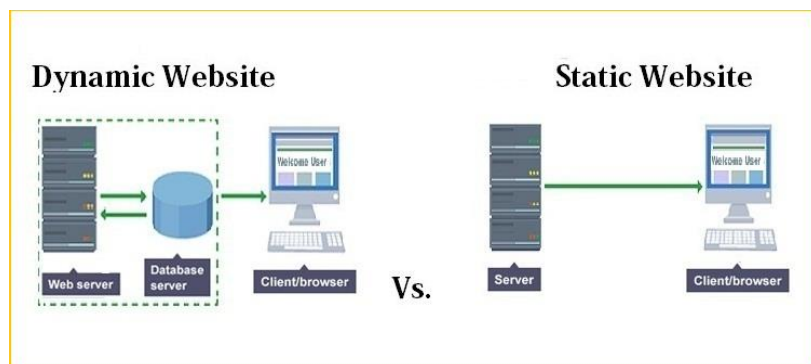 Dynamic Website
Static Website
Welcome User
Welcome User
Web server
Database
server
Client/browser
Vs.
Server
Client/browser